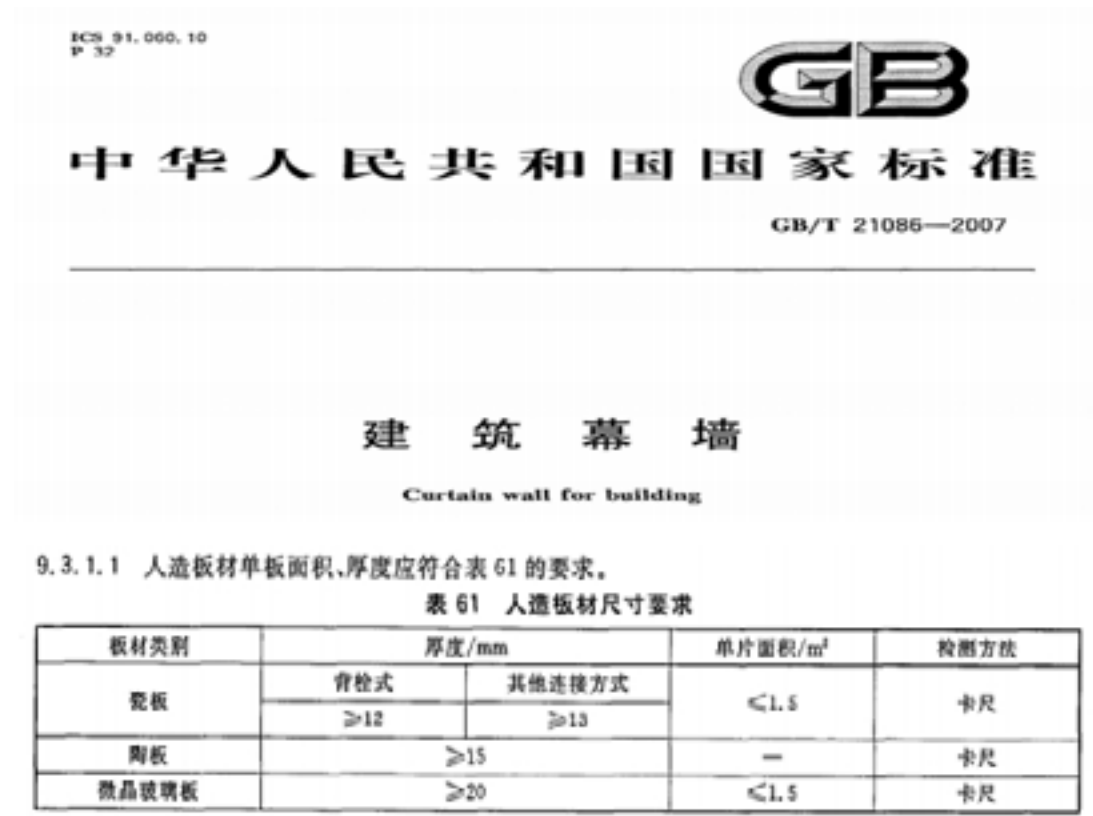 ICS 91.060.10
P 32
GB
中华人民共和国国家标准
GB/T 21086—2007
建筑幕墙
Curtain wall for building
9.3.1.1 人造板材单板面积、厚度应符合表 61 的要求。
表 61 人造板材尺寸要求
板材类别 厚度/mm 单片面积/m² 检测方法
瓷板 背栓式 其他连接方式 ≤1.5 卡尺
≥12 ≥13
陶板 ≥15 — 卡尺
微晶玻璃板 ≥20 ≤1.5 卡尺